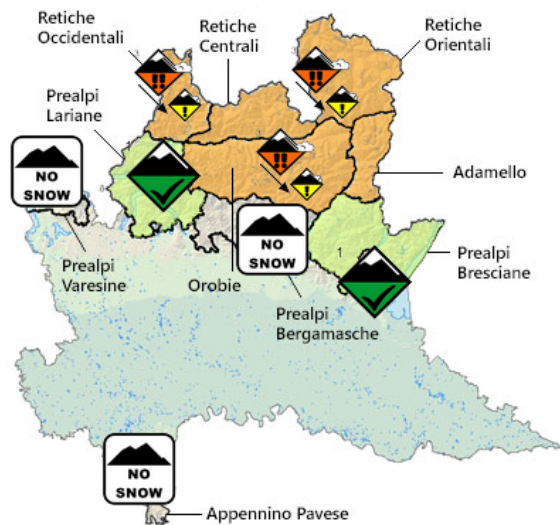 Retiche
Occidentali
Retiche
Centrali
Retiche
Orientali
!!
!
!!
!
Prealpi
Lariane
!!
!
NO
SNOW
Adamello
NO
SNOW
1
Prealpi
Varesine
Orobie
Prealpi
Bergamasche
Prealpi
Bresciane
NO
SNOW
Appennino Pavese